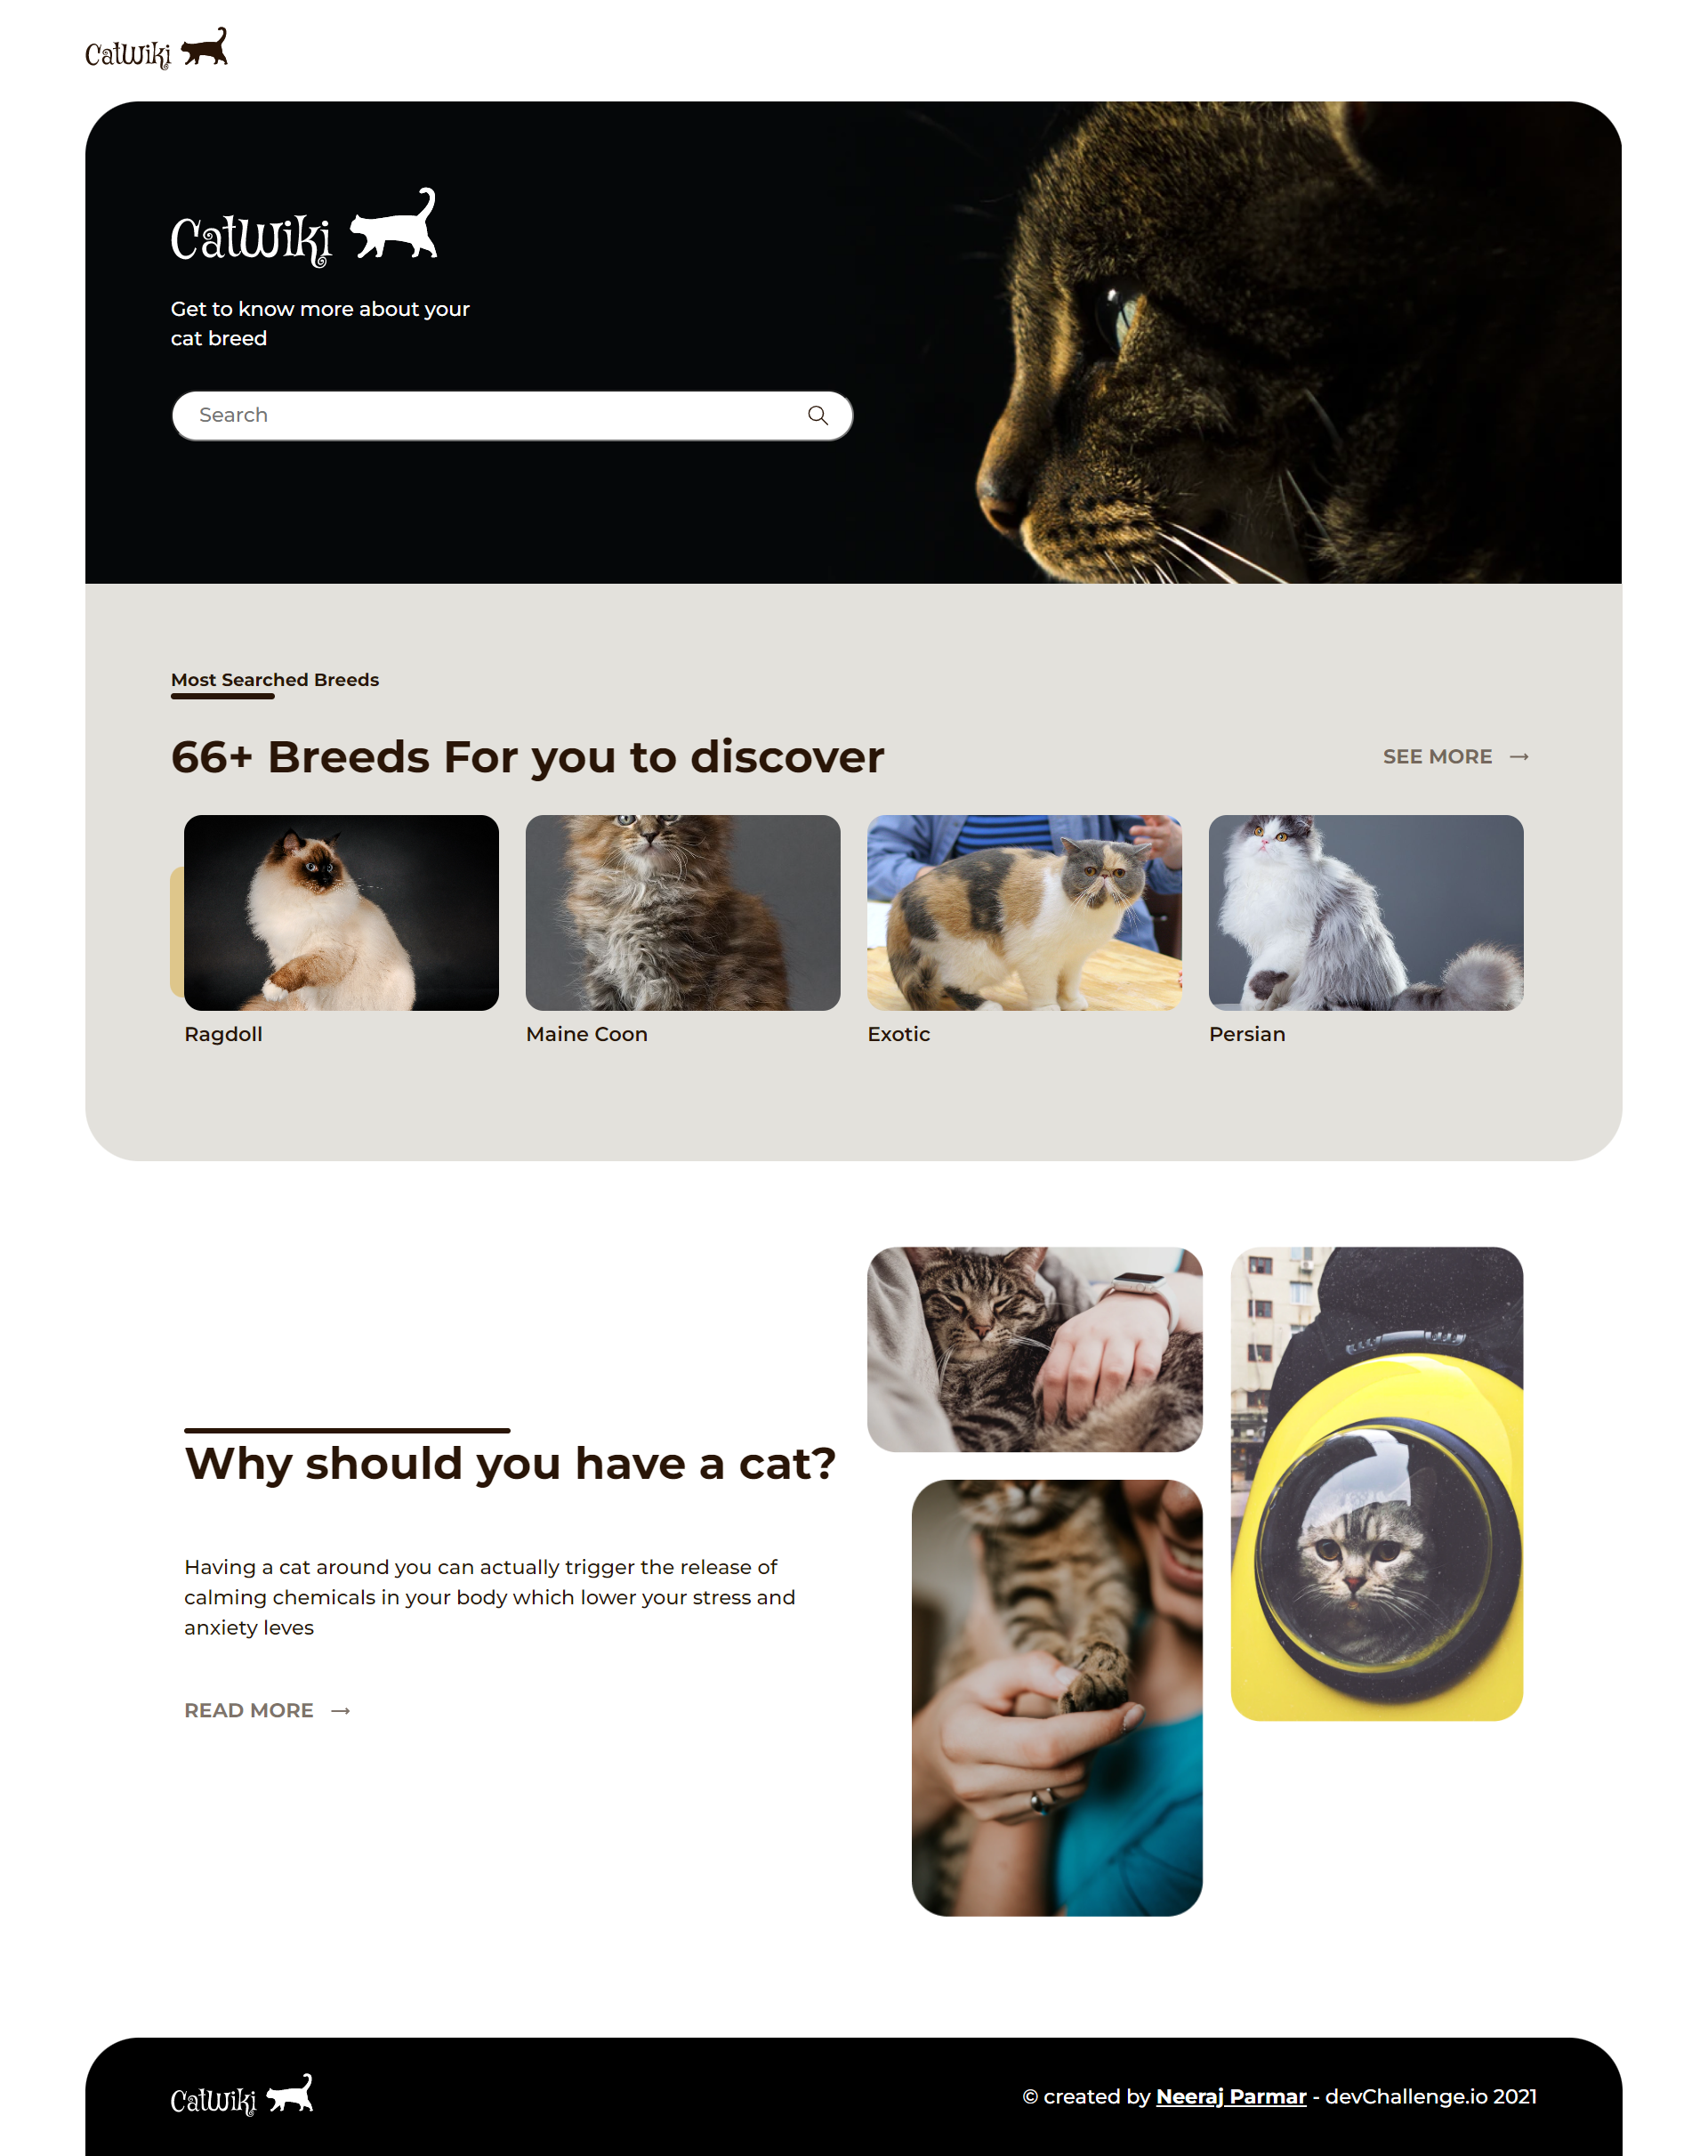 CatWiki
CatWiki
Get to know more about your
cat breed
Search
Most Searched Breeds
66+ Breeds For you to discover
SEE MORE →
Ragdoll
Maine Coon
Exotic
Persian
Why should you have a cat?
Having a cat around you can actually trigger the release of
calming chemicals in your body which lower your stress and
anxiety leves
READ MORE →
CatWiki
© created by Neeraj Parmar - devChallenge.io 2021